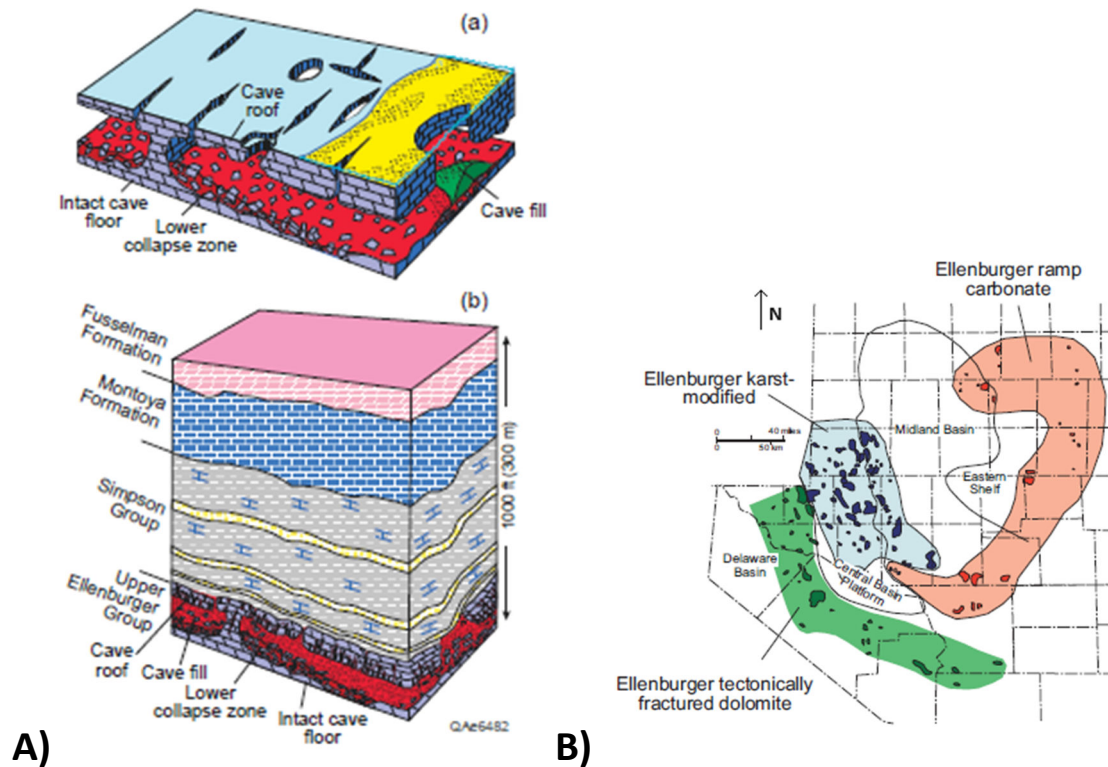 (a)
Cave
roof
Intact cave
floor
Lower
collapse zone
Cave fill
(b)
Fusselman
Formation
Montoya
Formation
Simpson
Group
Upper
Ellenburger
Group
Cave
roof
Cave fill
Lower
collapse zone
Intact cave
floor
1000 ft (300 m)
QAe6482
A)
Ellenburger ramp
carbonate
N
Ellenburger karst-
modified
0 40 miles
0 50 km
Midland Basin
Eastern
Shelf
Delaware
Basin
Central Basin
Platform
Ellenburger tectonically
fractured dolomite
B)